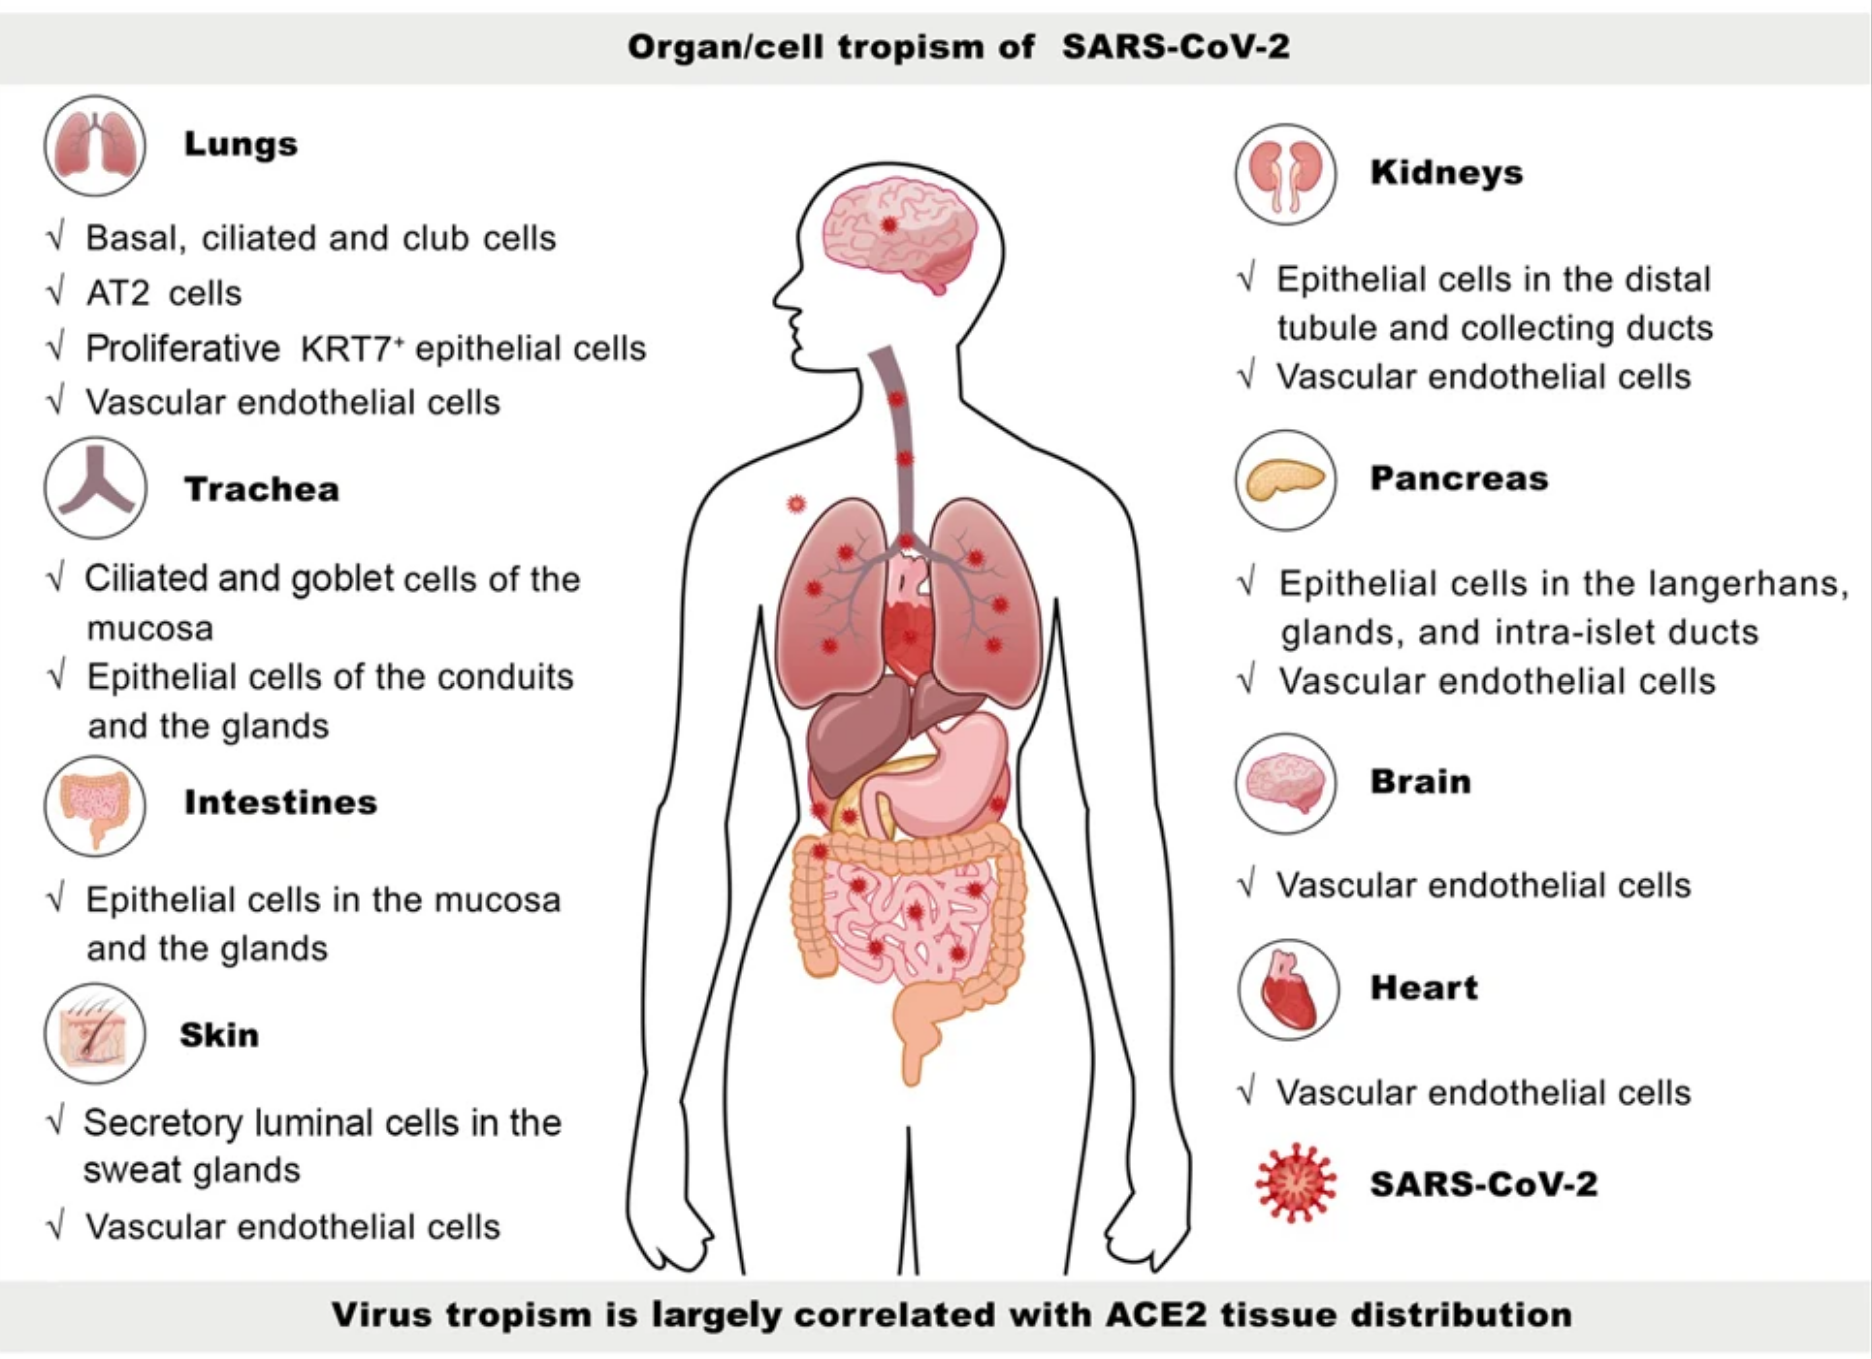 Organ/cell tropism of SARS-CoV-2
Lungs
√ Basal, ciliated and club cells
√ AT2 cells
√ Proliferative KRT7⁺ epithelial cells
√ Vascular endothelial cells
Trachea
√ Ciliated and goblet cells of the
mucosa
√ Epithelial cells of the conduits
and the glands
Intestines
√ Epithelial cells in the mucosa
and the glands
Skin
√ Secretory luminal cells in the
sweat glands
√ Vascular endothelial cells
Kidneys
√ Epithelial cells in the distal
tubule and collecting ducts
√ Vascular endothelial cells
Pancreas
√ Epithelial cells in the langerhans,
glands, and intra-islet ducts
√ Vascular endothelial cells
Brain
√ Vascular endothelial cells
Heart
√ Vascular endothelial cells
SARS-CoV-2
Virus tropism is largely correlated with ACE2 tissue distribution